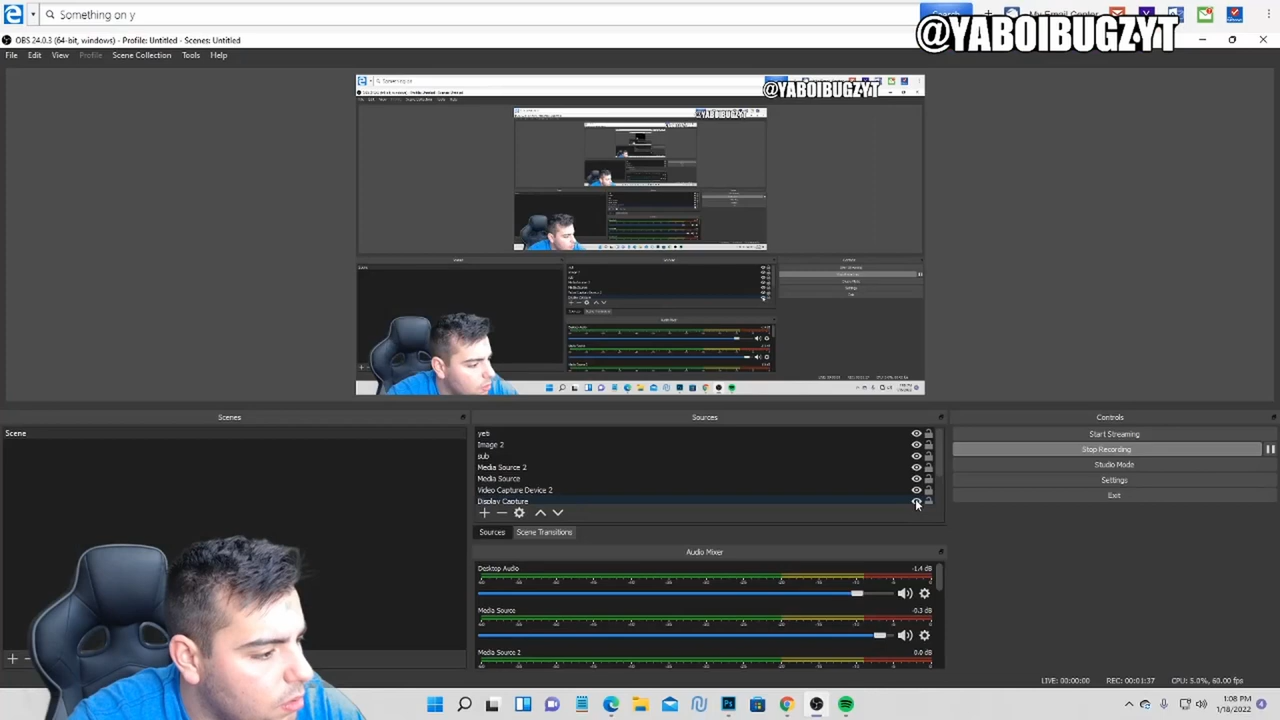 Something on y
Search
My Email Center
@YABOIBUGZYT
OBS 24.0.3 (64-bit, windows) - Profile: Untitled - Scenes: Untitled
File Edit View Profile Scene Collection Tools Help
@YABOIBUGZYT
Scenes
Scene
Sources
yeti
Image 2
sub
Media Source 2
Media Source
Video Capture Device 2
Display Capture
Sources Scene Transitions
Audio Mixer
Desktop Audio -1.4 dB
Media Source -0.3 dB
Media Source 2 0.0 dB
Controls
Start Streaming
Stop Recording
Studio Mode
Settings
Exit
LIVE: 00:00:00 REC: 00:01:37 CPU: 5.0%, 60.00 fps
1:08 PM
1/18/2022